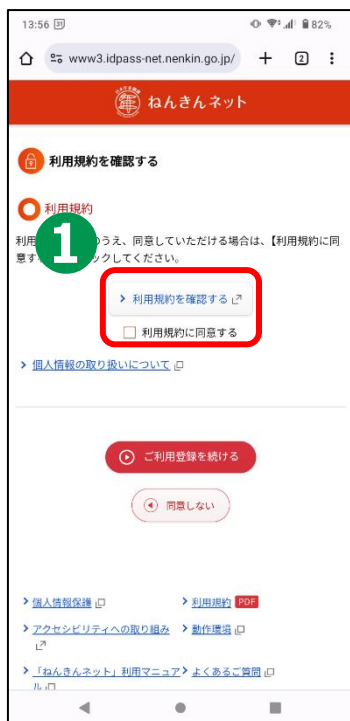 13:56 31 82%
www3.idpass-net.nenkin.go.jp/ 2
ねんきんネット
利用規約を確認する
利用規約
利用 のうえ、同意していただける場合は、【利用規約に同
意す ックしてください。
1
利用規約を確認する
利用規約に同意する
個人情報の取り扱いについて
ご利用登録を続ける
同意しない
個人情報保護 利用規約 PDF
アクセシビリティへの取り組み 動作環境
「ねんきんネット」利用マニュア よくあるご質問
ル